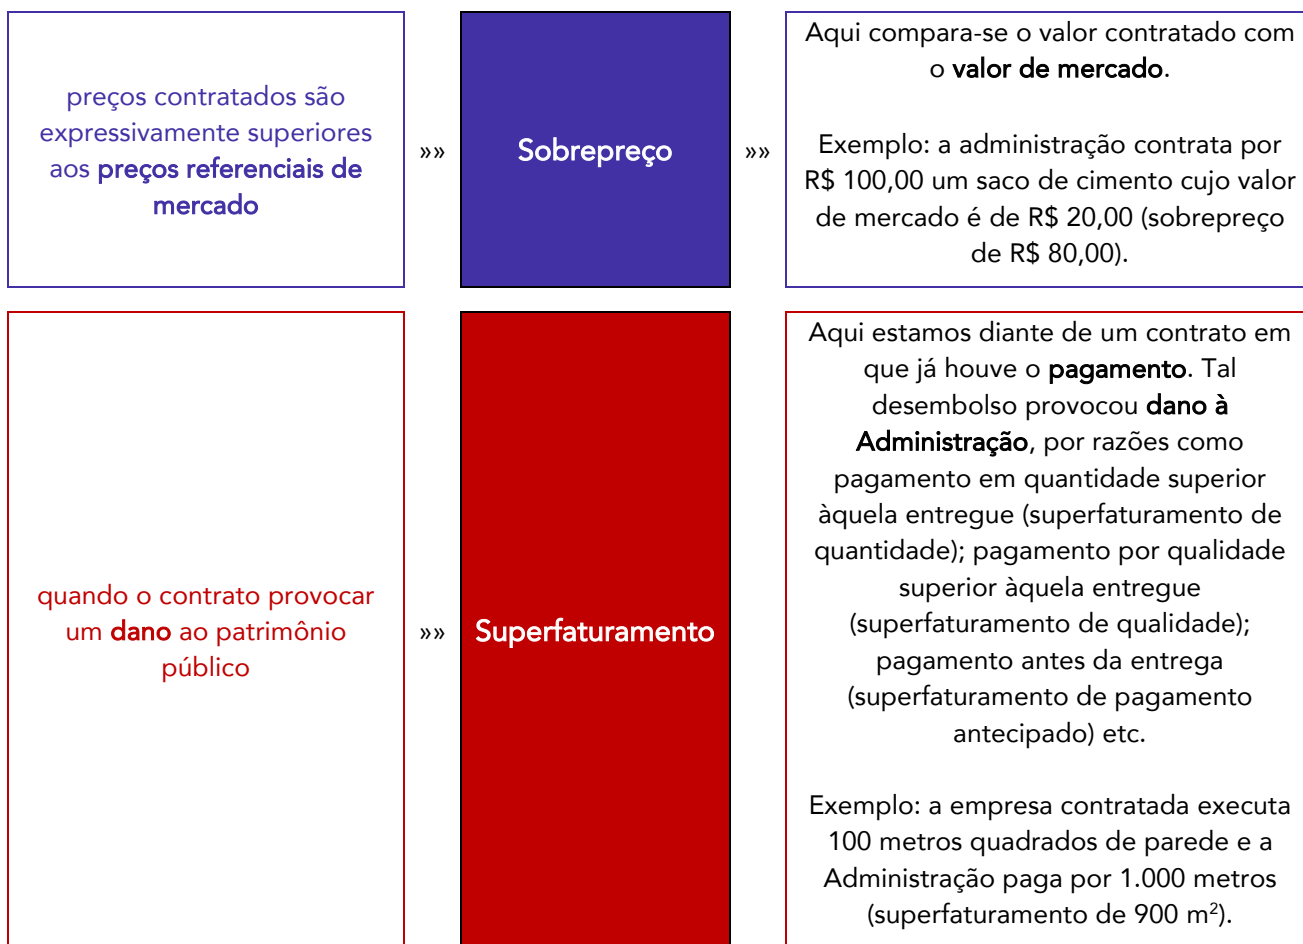 preços contratados são
expressivamente superiores
aos preços referenciais de
mercado
»»
Sobrepreço
»»
Aqui compara-se o valor contratado com
o valor de mercado.
Exemplo: a administração contrata por
R$ 100,00 um saco de cimento cujo valor
de mercado é de R$ 20,00 (sobrepreço
de R$ 80,00).
quando o contrato provocar
um dano ao patrimônio
público
»»
Superfaturamento
»»
Aqui estamos diante de um contrato em
que já houve o pagamento. Tal
desembolso provocou dano à
Administração, por razões como
pagamento em quantidade superior
àquela entregue (superfaturamento de
quantidade); pagamento por qualidade
superior àquela entregue
(superfaturamento de qualidade);
pagamento antes da entrega
(superfaturamento de pagamento
antecipado) etc.
Exemplo: a empresa contratada executa
100 metros quadrados de parede e a
Administração paga por 1.000 metros
(superfaturamento de 900 m²).